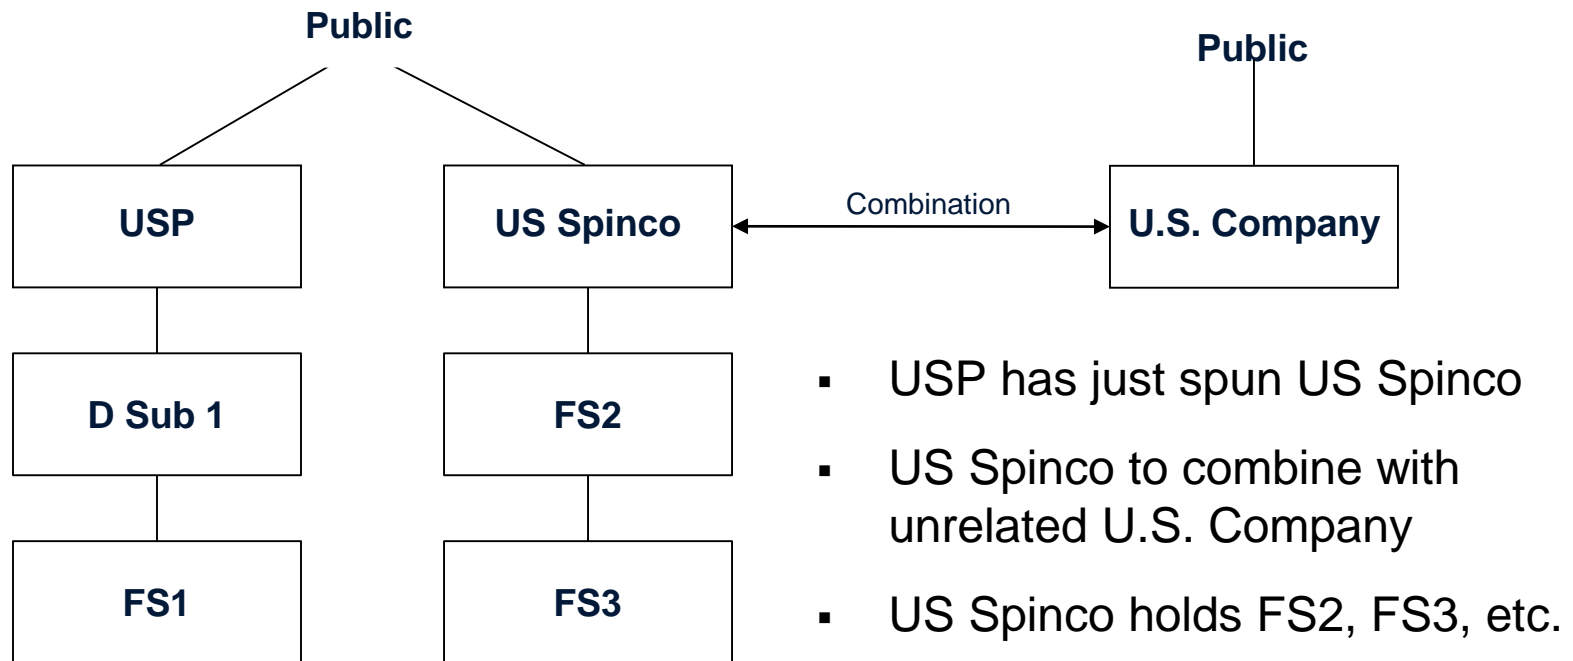 Public
Public
USP
US Spinco
Combination
U.S. Company
D Sub 1
FS2
FS1
FS3
▪ USP has just spun US Spinco
▪ US Spinco to combine with
unrelated U.S. Company
▪ US Spinco holds FS2, FS3, etc.